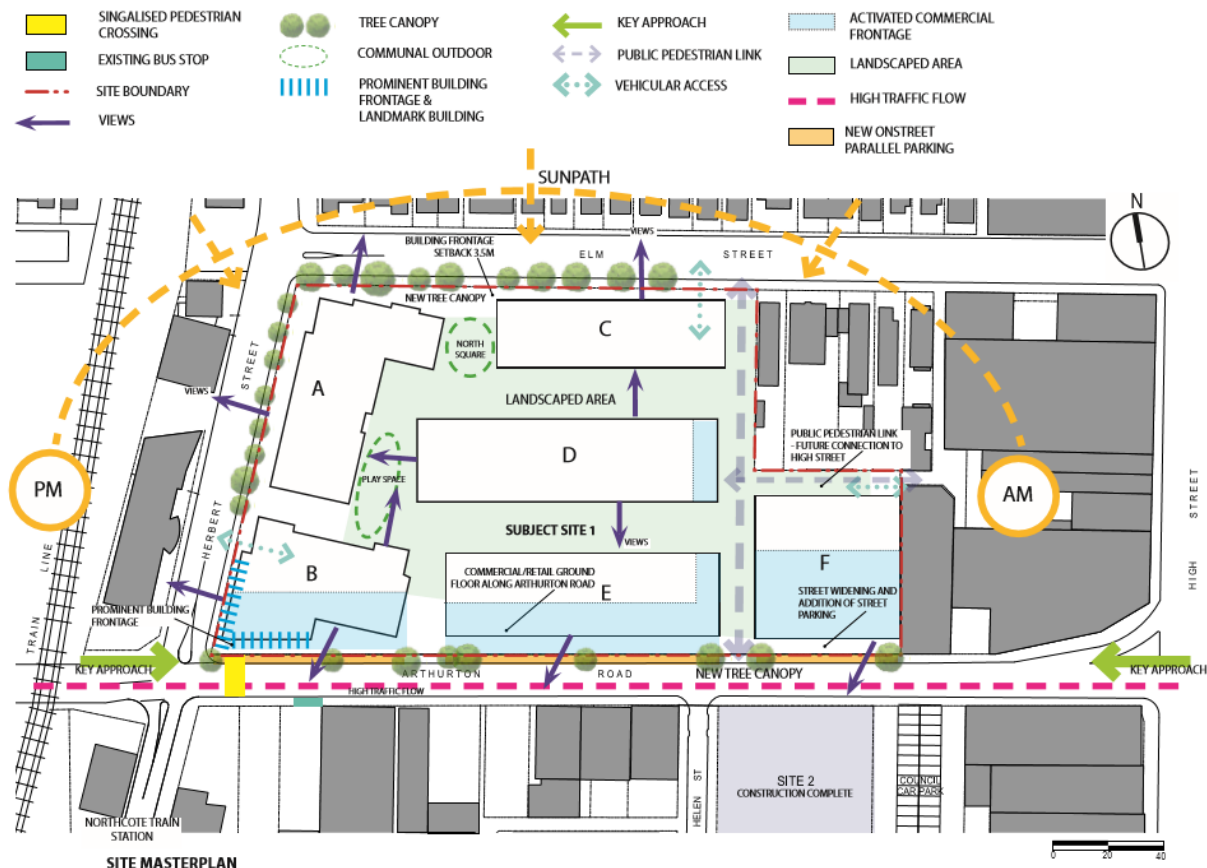 SINGALISED PEDESTRIAN
CROSSING
EXISTING BUS STOP
SITE BOUNDARY
VIEWS
TREE CANOPY
COMMUNAL OUTDOOR
PROMINENT BUILDING
FRONTAGE &
LANDMARK BUILDING
KEY APPROACH
PUBLIC PEDESTRIAN LINK
VEHICULAR ACCESS
ACTIVATED COMMERCIAL
FRONTAGE
LANDSCAPED AREA
HIGH TRAFFIC FLOW
NEW ONSTREET
PARALLEL PARKING
SUNPATH
N
BUILDING FRONTAGE
SETBACK 3.5M
VIEWS
ELM STREET
NEW TREE CANOPY
C
NORTH
SQUARE
A
STREET
VIEWS
LANDSCAPED AREA
PUBLIC PEDESTRIAN LINK
- FUTURE CONNECTION TO
HIGH STREET
D
PLAY SPACE
PM
AM
HIGH STREET
SUBJECT SITE 1
VIEWS
HERBERT
LINE
TRAIN
B
COMMERCIAL/RETAIL GROUND
FLOOR ALONG ARTHURTON ROAD
E
F
STREET WIDENING AND
ADDITION OF STREET
PARKING
PROMINENT BUILDING
FRONTAGE
KEY APPROACH
ARTHURTON ROAD
NEW TREE CANOPY
KEY APPROACH
HIGH TRAFFIC FLOW
HELEN ST
SITE 2
CONSTRUCTION COMPLETE
COUNCIL
CAR PARK
NORTHCOTE TRAIN
STATION
SITE MASTERPLAN
0 20 40